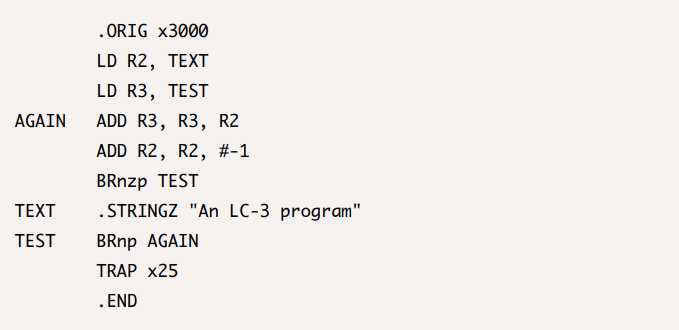 .ORIG x3000
LD R2, TEXT
LD R3, TEST
AGAIN ADD R3, R3, R2
ADD R2, R2, #-1
BRnzp TEST
TEXT .STRINGZ "An LC-3 program"
TEST BRnp AGAIN
TRAP x25
.END